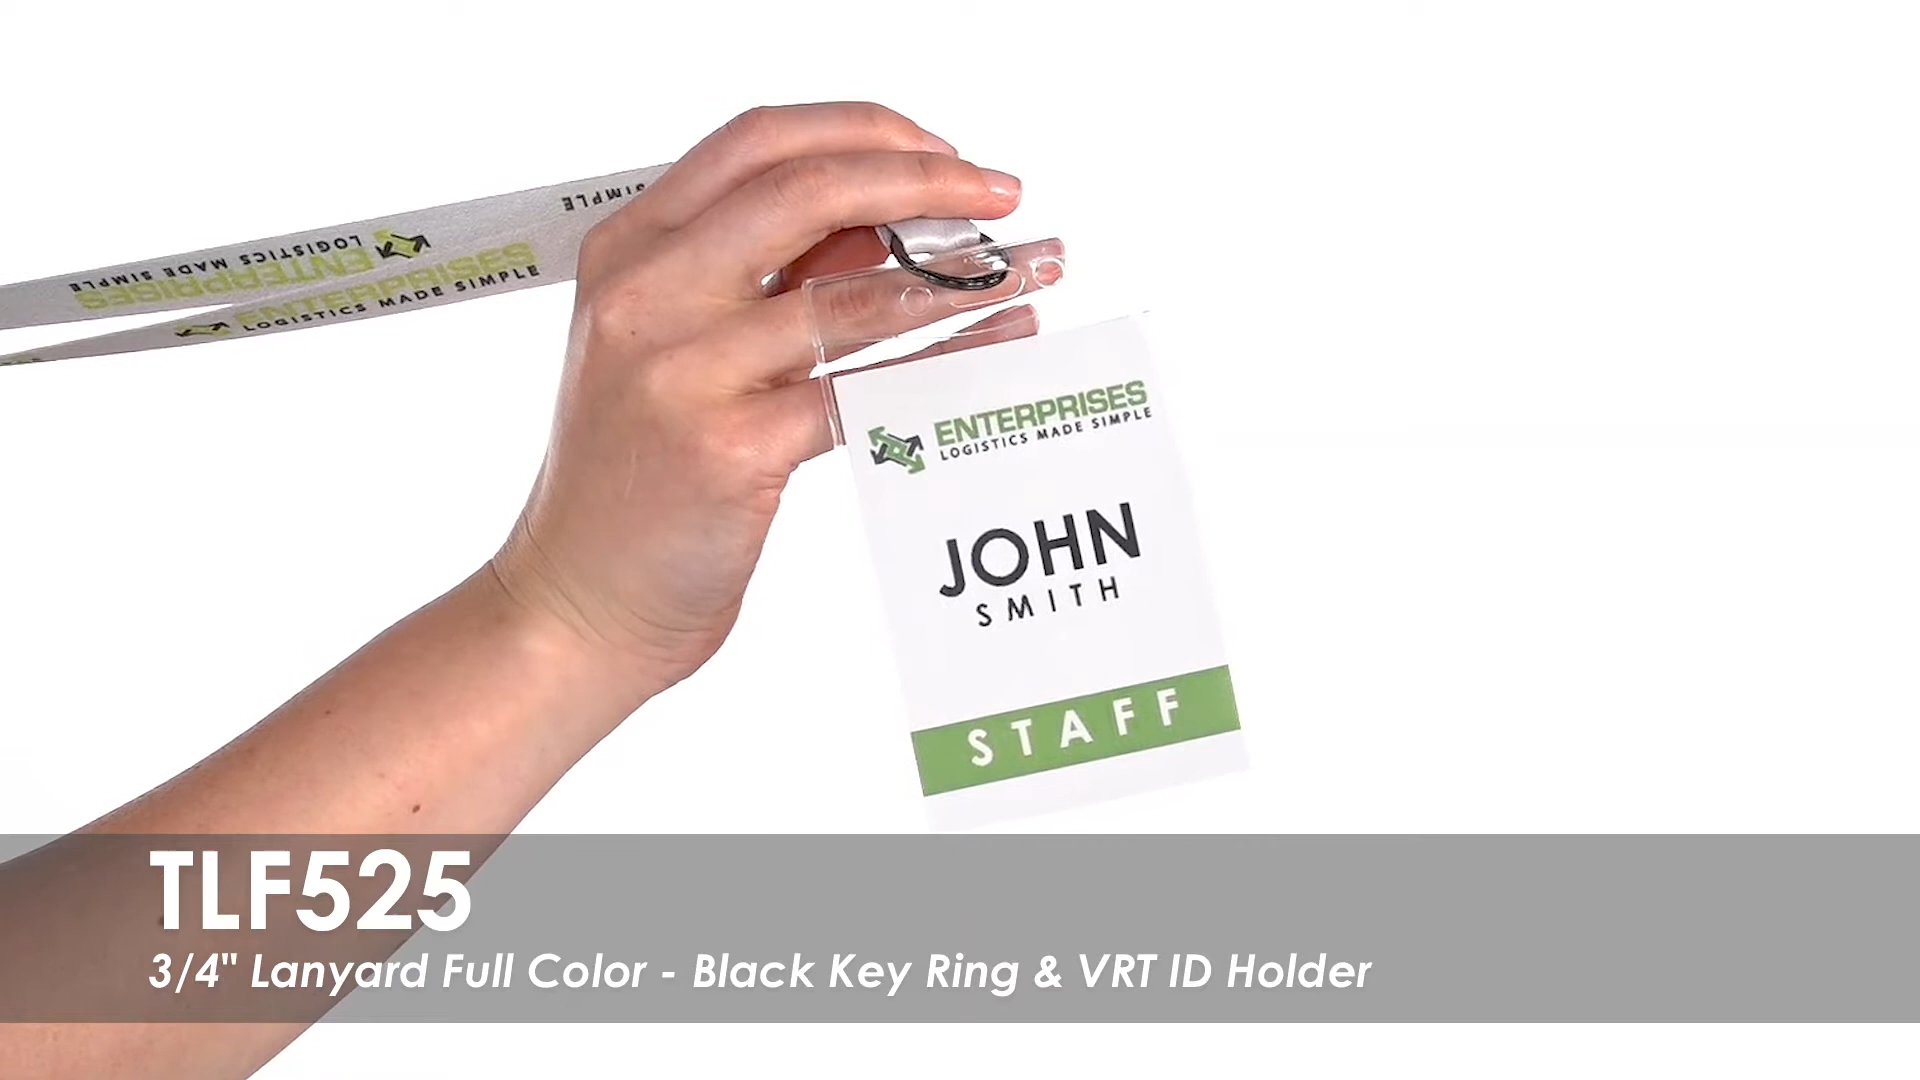 SIMPLE
ENTERPRISES
LOGISTICS MADE SIMPLE
ENTERPRISES
LOGISTICS MADE SIMPLE
ENTERPRISES
LOGISTICS MADE SIMPLE
JOHN
SMITH
STAFF
TLF525
3/4" Lanyard Full Color - Black Key Ring & VRT ID Holder